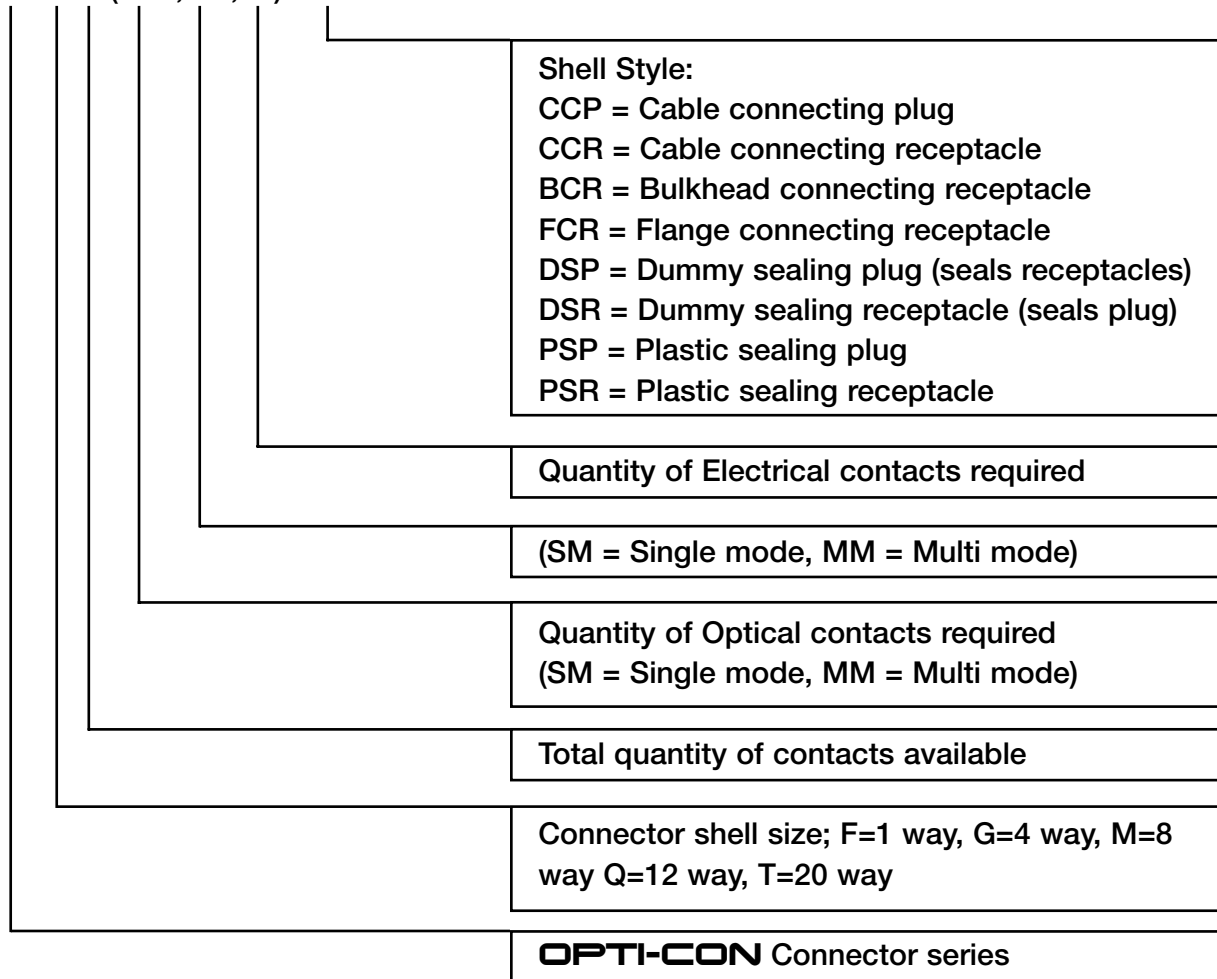 Shell Style:
CCP = Cable connecting plug
CCR = Cable connecting receptacle
BCR = Bulkhead connecting receptacle
FCR = Flange connecting receptacle
DSP = Dummy sealing plug (seals receptacles)
DSR = Dummy sealing receptacle (seals plug)
PSP = Plastic sealing plug
PSR = Plastic sealing receptacle
Quantity of Electrical contacts required
(SM = Single mode, MM = Multi mode)
Quantity of Optical contacts required
(SM = Single mode, MM = Multi mode)
Total quantity of contacts available
Connector shell size; F=1 way, G=4 way, M=8
way Q=12 way, T=20 way
OPTI-CON Connector series